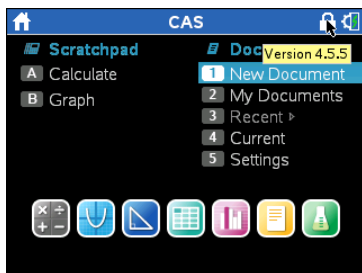 CAS
Scratchpad
A Calculate
B Graph
Doc
Version 4.5.5
1 New Document
2 My Documents
3 Recent ▸
4 Current
5 Settings